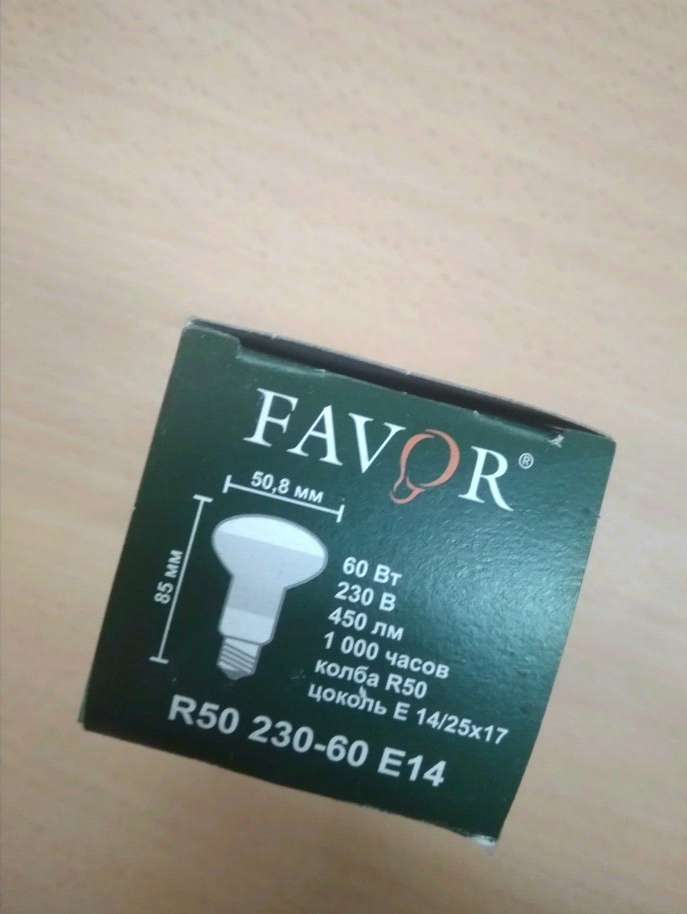 FAVOR®
50,8 мм
85 мм
60 Вт
230 В
450 лм
1 000 часов
колба R50
цоколь E 14/25x17
R50 230-60 E14